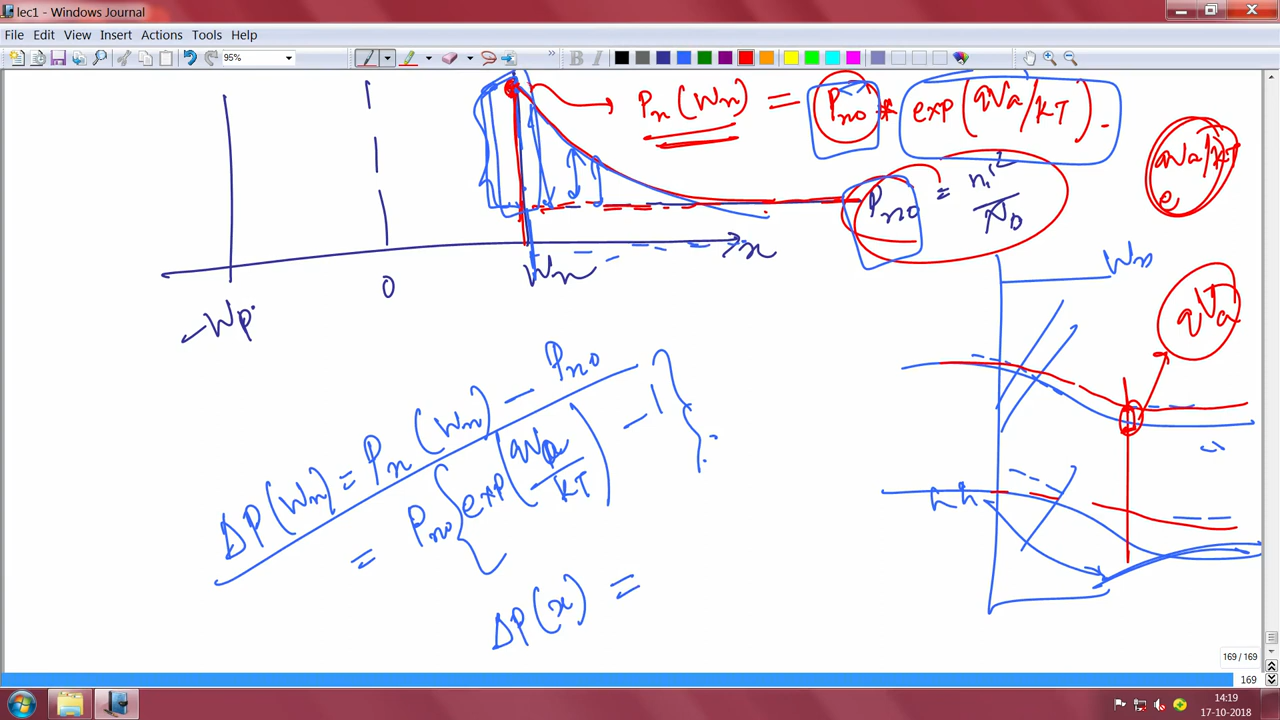 lec1 - Windows Journal
File Edit View Insert Actions Tools Help
95%
B I
Pn(Wn) = Pno * exp(qVa/kT).
qVa/kT
e
Pno = ni²/ND
Wn
x
0
-Wp
Wn
qVa
ΔP(Wn) = Pn(Wn) - Pno
= Pno { exp(qVa/kT) - 1 }
hh
ΔP(x) =
169 / 169
169
14:19
17-10-2018